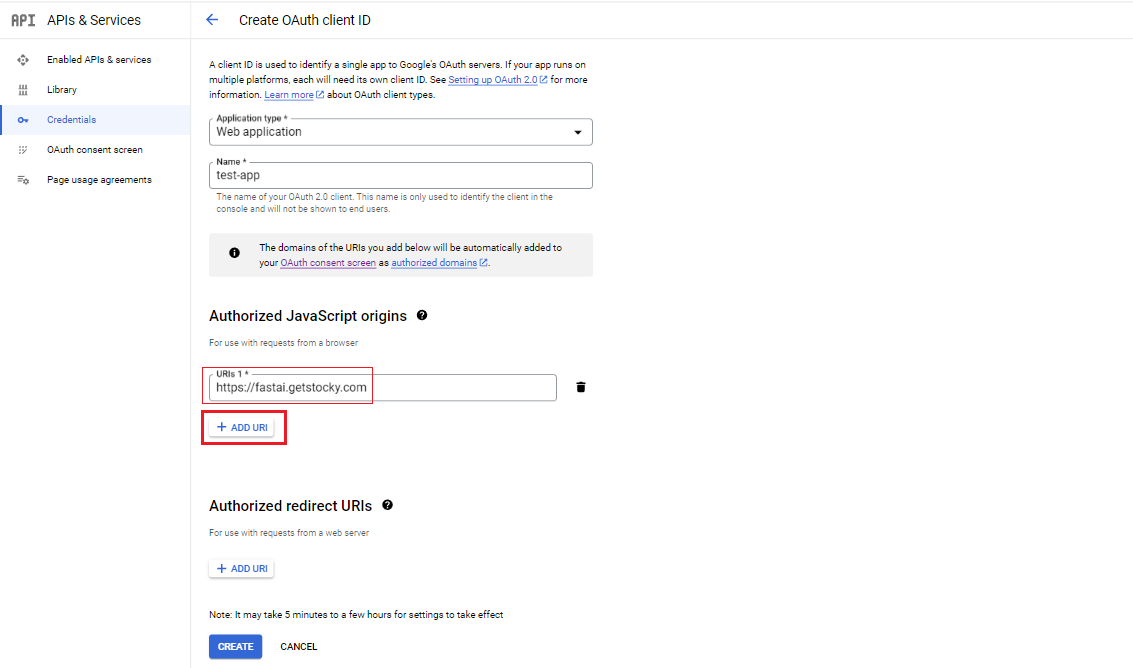 API APIs & Services
Create OAuth client ID
Enabled APIs & services
Library
Credentials
OAuth consent screen
Page usage agreements
A client ID is used to identify a single app to Google's OAuth servers. If your app runs on
multiple platforms, each will need its own client ID. See Setting up OAuth 2.0 for more
information. Learn more about OAuth client types.
Application type *
Web application
Name *
test-app
The name of your OAuth 2.0 client. This name is only used to identify the client in the
console and will not be shown to end users.
The domains of the URIs you add below will be automatically added to
your OAuth consent screen as authorized domains.
Authorized JavaScript origins
For use with requests from a browser
URIs 1 *
https://fastai.getstocky.com
+ ADD URI
Authorized redirect URIs
For use with requests from a web server
+ ADD URI
Note: It may take 5 minutes to a few hours for settings to take effect
CREATE CANCEL